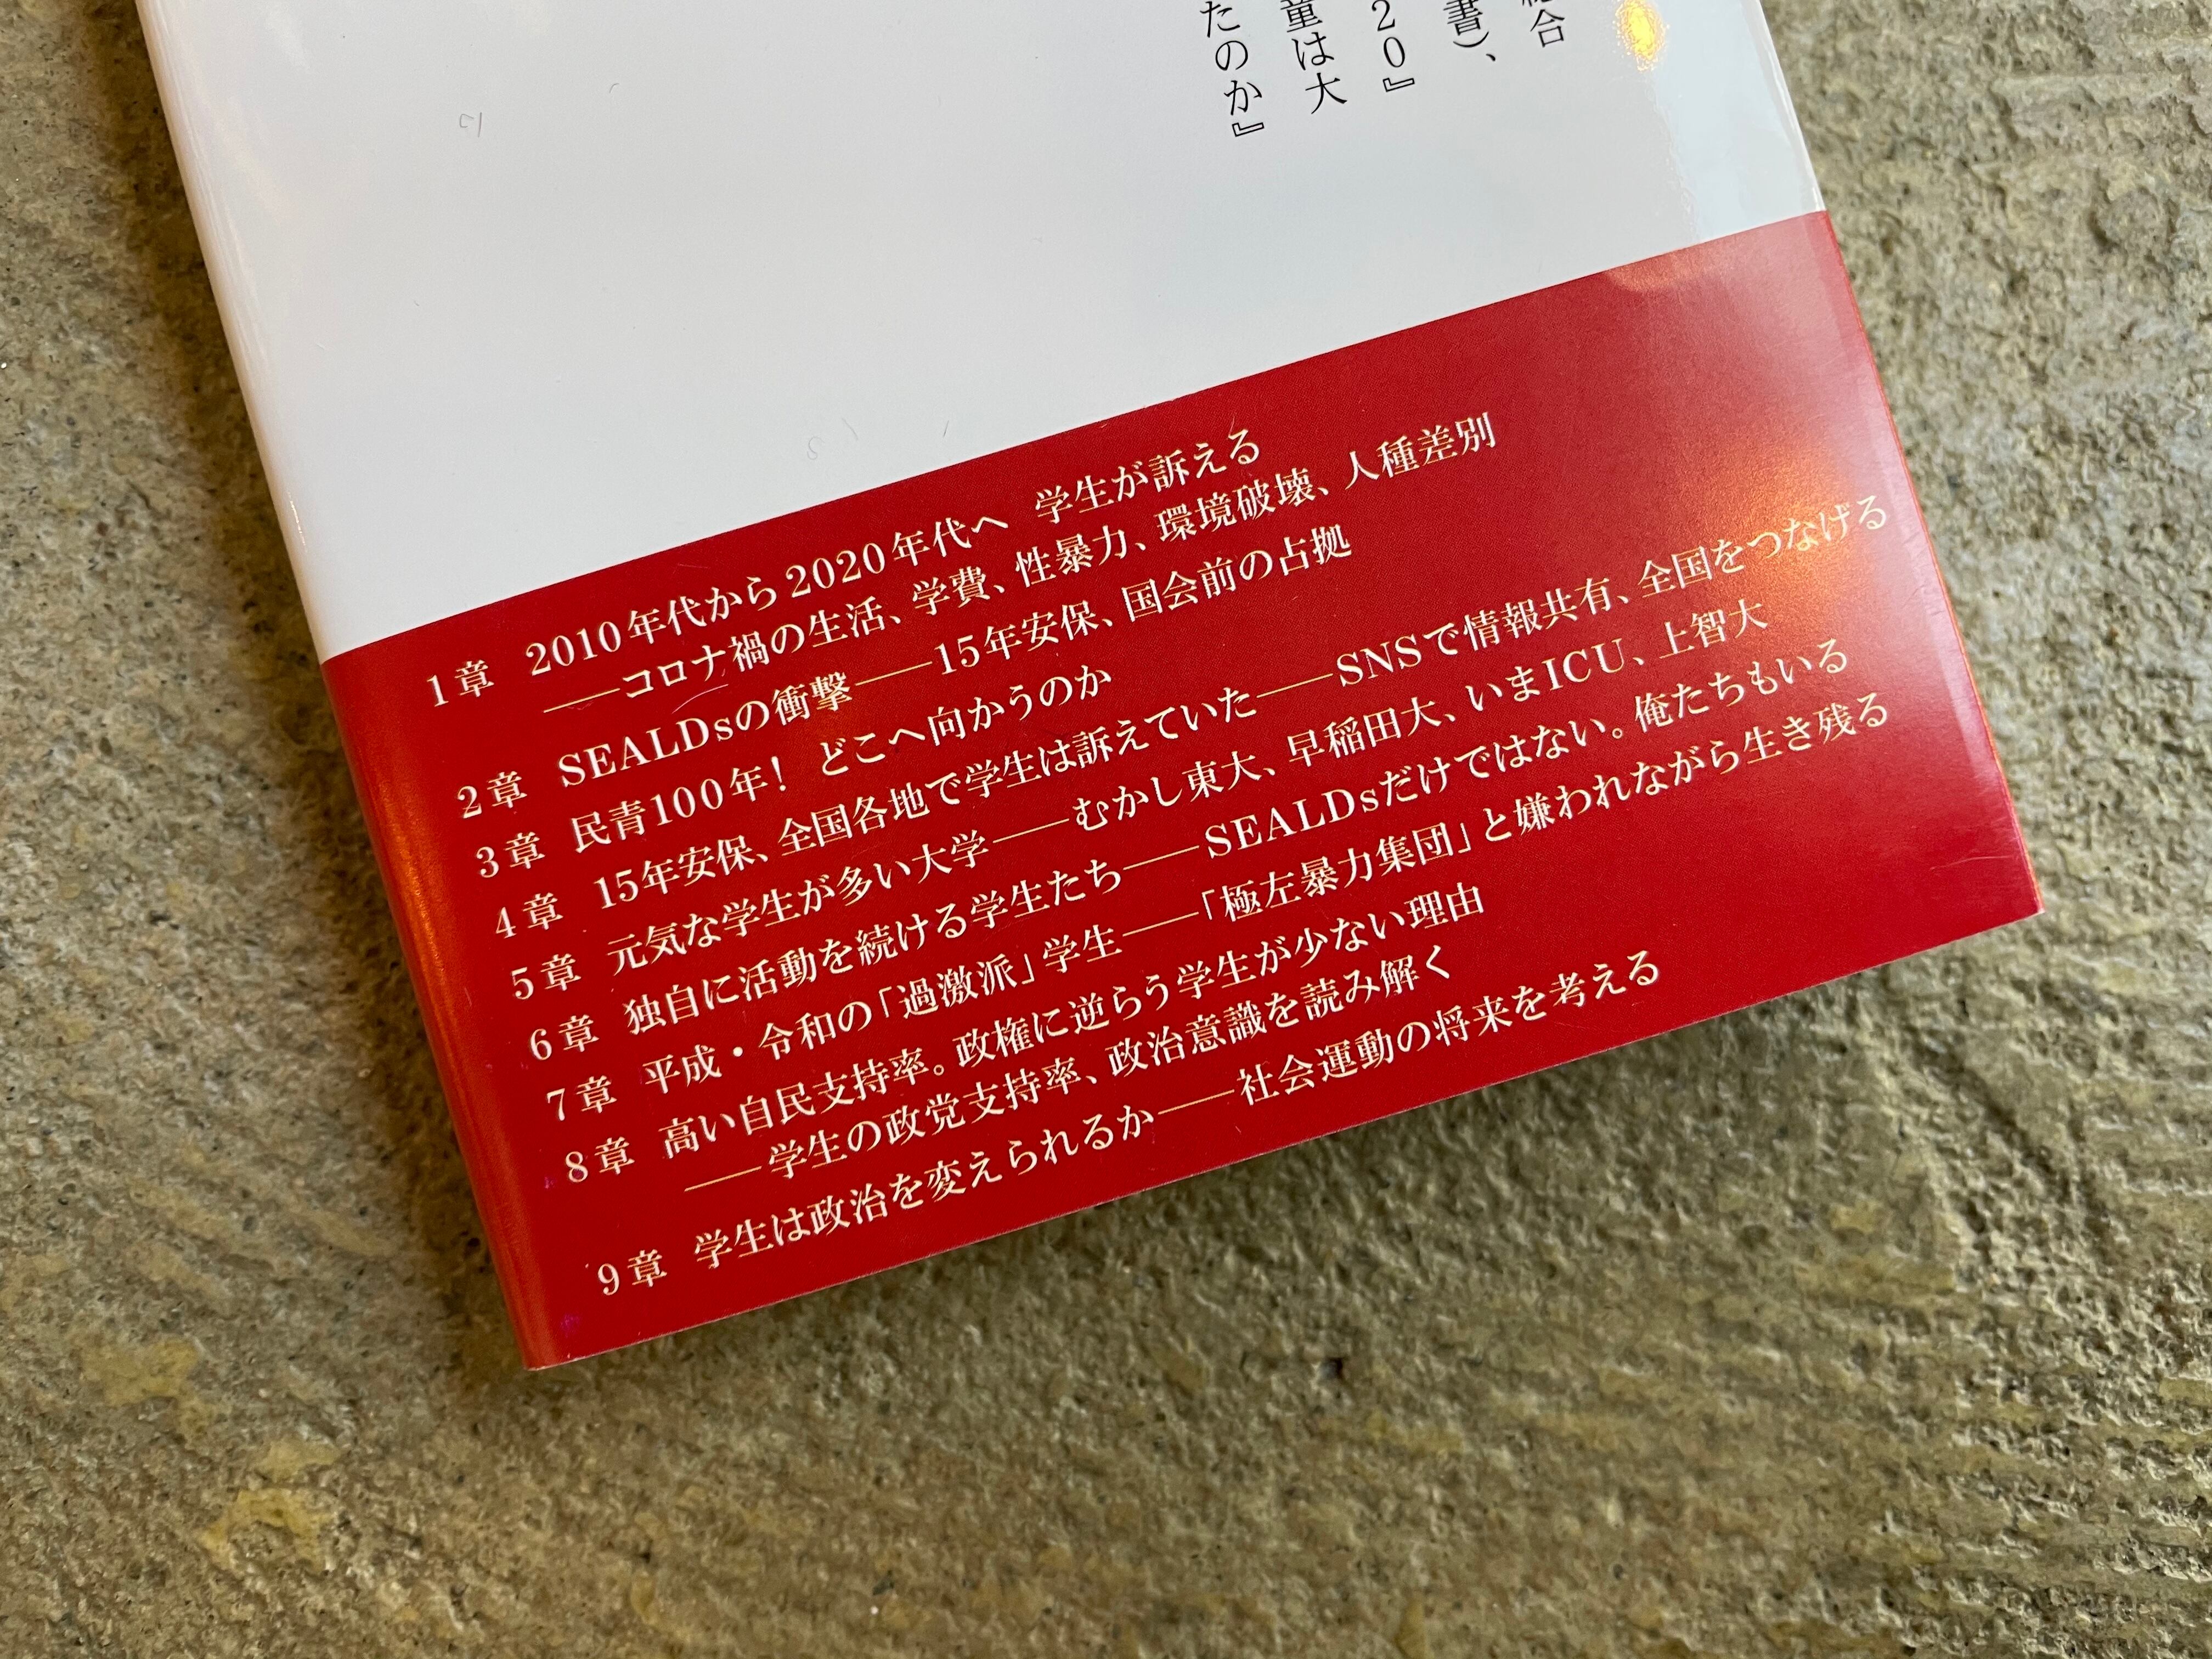 合
書)、
20』
童は大
たのか』
1章 2010年代から2020年代へ 学生が訴える
――コロナ禍の生活、学費、性暴力、環境破壊、人種差別
2章 SEALDsの衝撃――15年安保、国会前の占拠
3章 民青100年! どこへ向かうのか
4章 15年安保、全国各地で学生は訴えていた――SNSで情報共有、全国をつなげる
5章 元気な学生が多い大学――むかし東大、早稲田大、いまICU、上智大
6章 独自に活動を続ける学生たち――SEALDsだけではない。俺たちもいる
7章 平成・令和の「過激派」学生――「極左暴力集団」と嫌われながら生き残る
8章 高い自民支持率。政権に逆らう学生が少ない理由
――学生の政党支持率、政治意識を読み解く
9章 学生は政治を変えられるか――社会運動の将来を考える